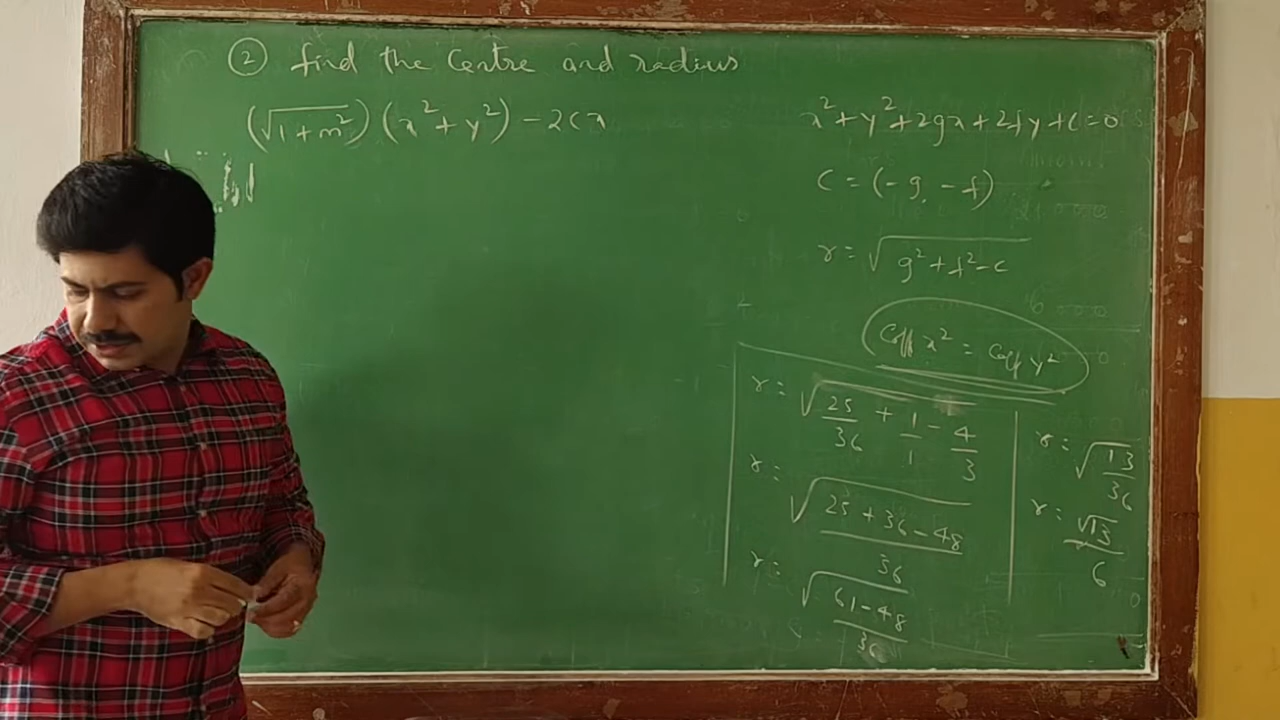 ② find the centre and radius
(√1+m²)(x²+y²) - 2cx
x²+y²+2gx+2fy+c=0
c = (-g, -f)
r = √g²+f²-c
Coff x² = Coff y²
r = √25/36 + 1/1 - 4/3
r = √25+36-48/36
r = √61-48/36
r = √13/36
r = √13/6